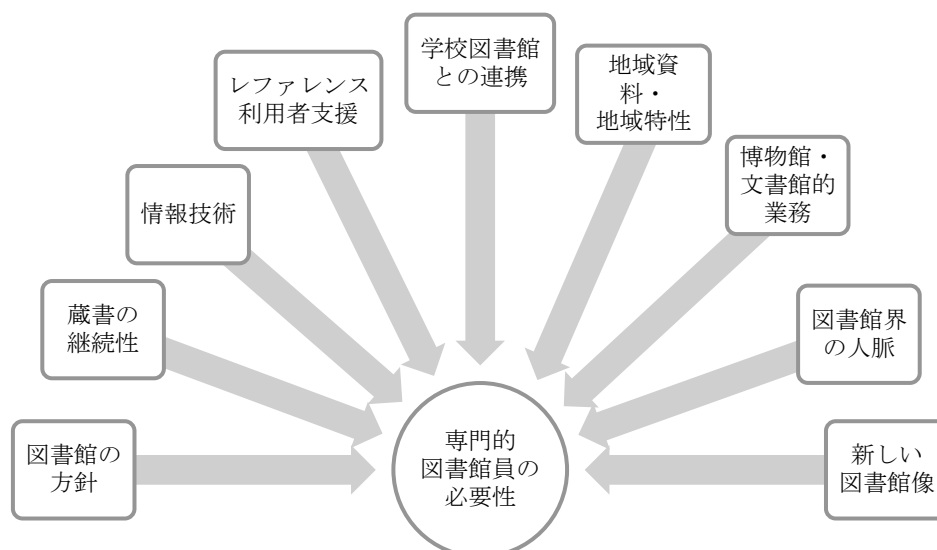 学校図書館
との連携
レファレンス
利用者支援
地域資
料・
地域特性
博物館・
文書館的
業務
情報技術
蔵書の
継続性
図書館界
の人脈
図書館の
方針
専門的
図書館員の
必要性
新しい
図書館像